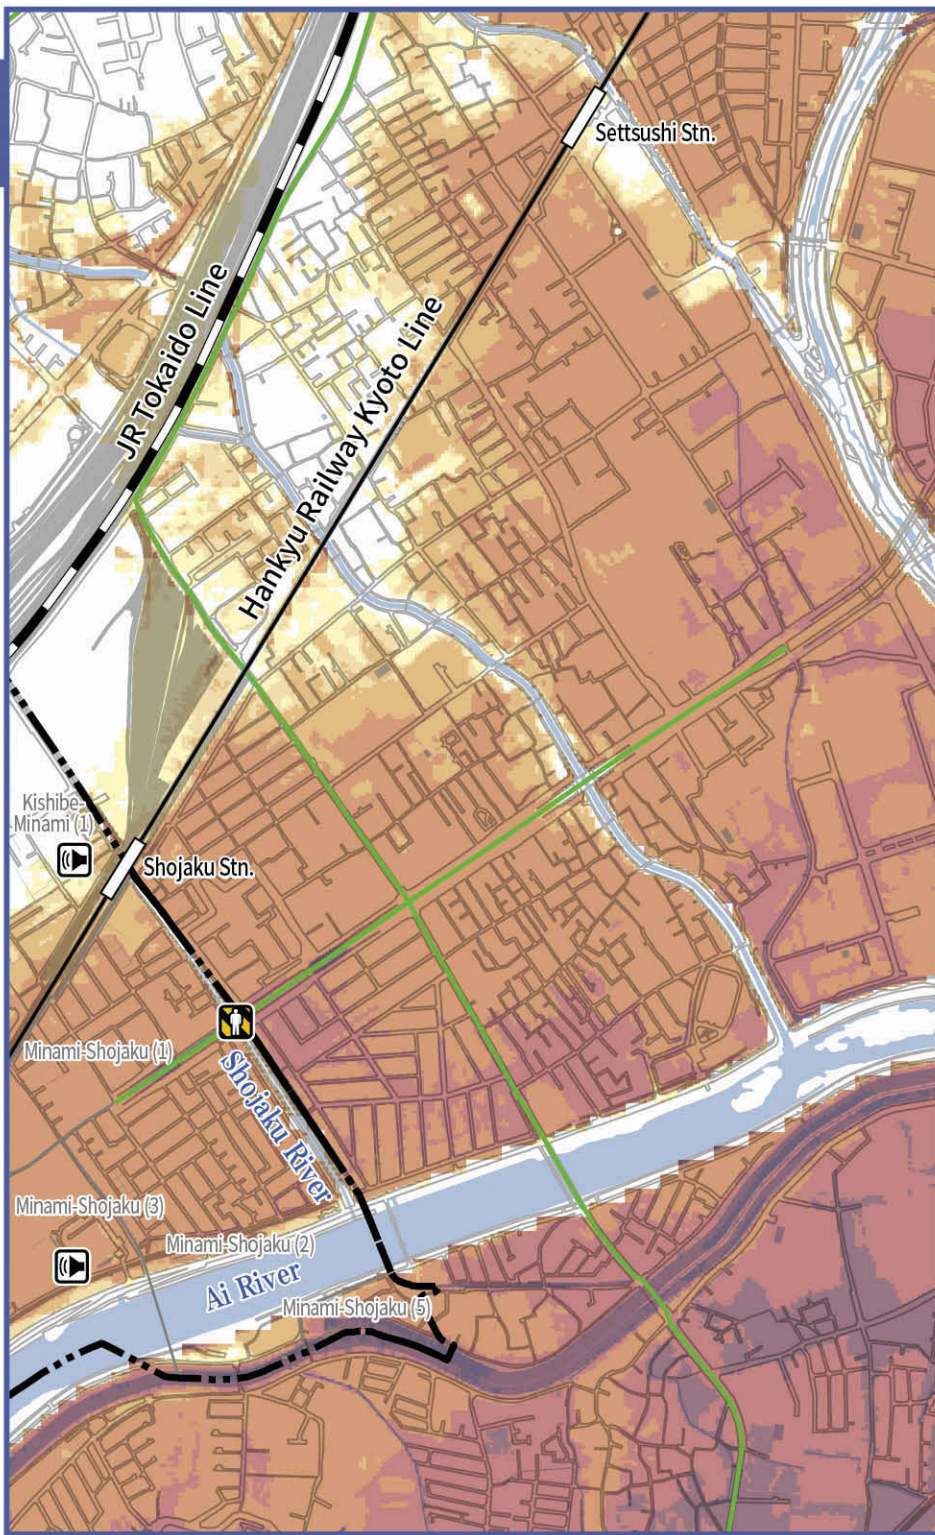 Settsushi Stn.
JR Tokaido Line
Hankyu Railway Kyoto Line
Kishibe-
Minami (1)
Shojaku Stn.
Minami-Shojaku (1)
Shojaku River
Minami-Shojaku (3)
Minami-Shojaku (2)
Ai River
Minami-Shojaku (5)